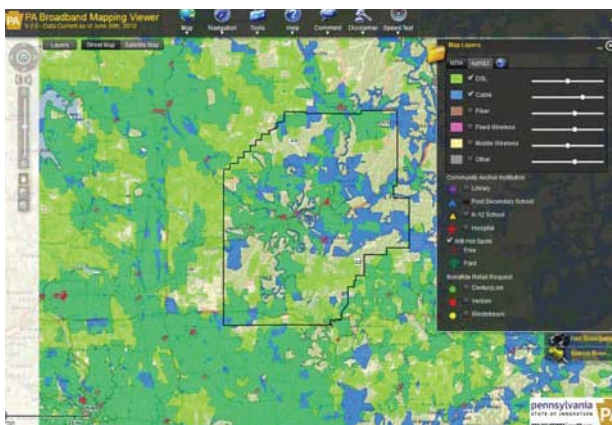 PA Broadband Mapping Viewer
V 2.0 - Data Current as of June 30th, 2012
Map
Navigation
Tools
Help
Comment
Disclaimer
Speed Test
Layers
Street Map
Satellite Map
Map Layers
NTIA
DSL
Cable
Fiber
Fixed Wireless
Mobile Wireless
Other
Community Anchor Institution
Library
Post Secondary School
K-12 School
Hospital
Wifi Hot Spots
Free
Paid
Bonafide Retail Request
CenturyLink
Verizon
Windstream
pennsylvania
STATE OF INNOVATION
PA